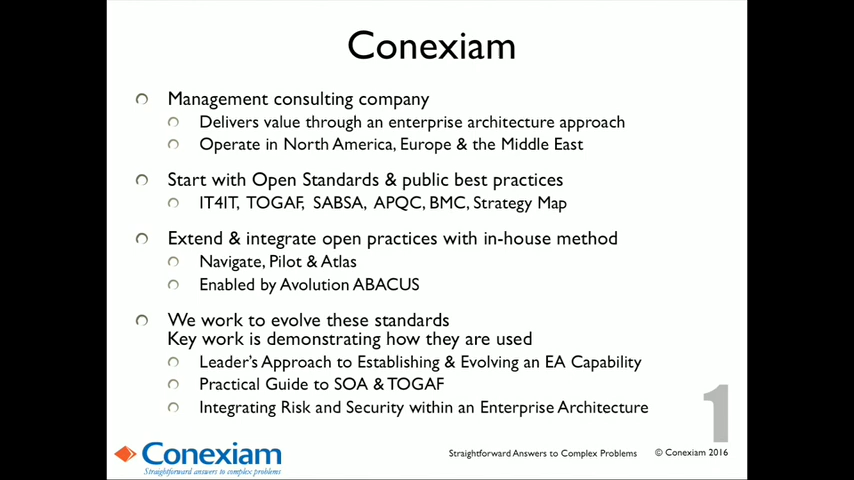 Conexiam
Management consulting company
Delivers value through an enterprise architecture approach
Operate in North America, Europe & the Middle East
Start with Open Standards & public best practices
IT4IT, TOGAF, SABSA, APQC, BMC, Strategy Map
Extend & integrate open practices with in-house method
Navigate, Pilot & Atlas
Enabled by Avolution ABACUS
We work to evolve these standards
Key work is demonstrating how they are used
Leader's Approach to Establishing & Evolving an EA Capability
Practical Guide to SOA & TOGAF
Integrating Risk and Security within an Enterprise Architecture
1
Conexiam
Straightforward answers to complex problems
Straightforward Answers to Complex Problems © Conexiam 2016